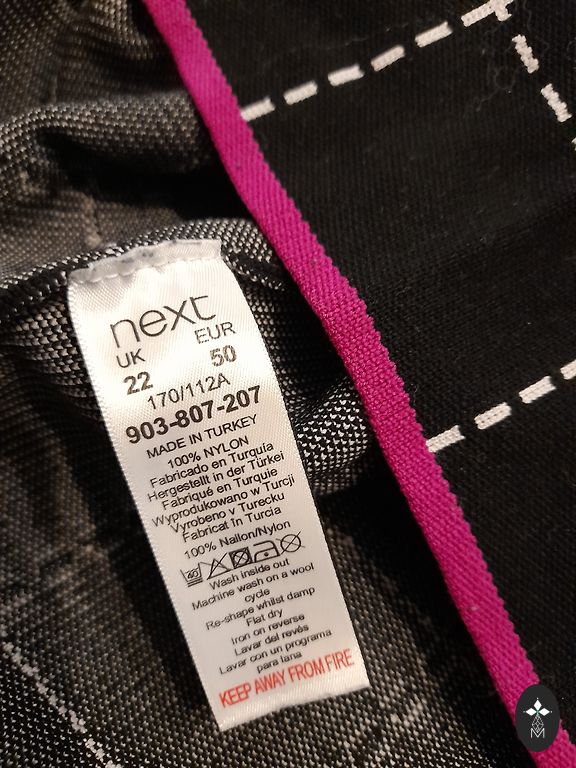 next
UK EUR
22 50
170/112A
903-807-207
MADE IN TURKEY
100% NYLON
Fabricado en Turquía
Hergestellt in der Türkei
Fabriqué en Turquie
Wyprodukowano w Turcji
Vyrobeno v Turecku
Fabricat în Turcia
100% Nailon/Nylon
40
Wash inside out
Machine wash on a wool
cycle
Re-shape whilst damp
Flat dry
Iron on reverse
Lavar del revés
Lavar con un programa
para lana
KEEP AWAY FROM FIRE
M